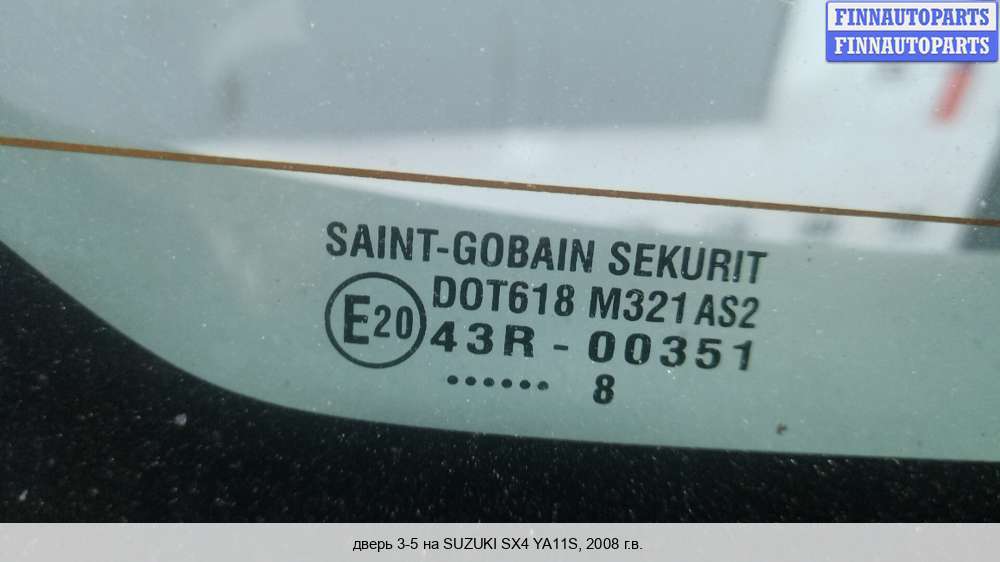 FINNAUTOPARTS
FINNAUTOPARTS
SAINT-GOBAIN SEKURIT
DOT618 M321 AS2
E20 43R - 00351
...... 8
дверь 3-5 на SUZUKI SX4 YA11S, 2008 г.в.